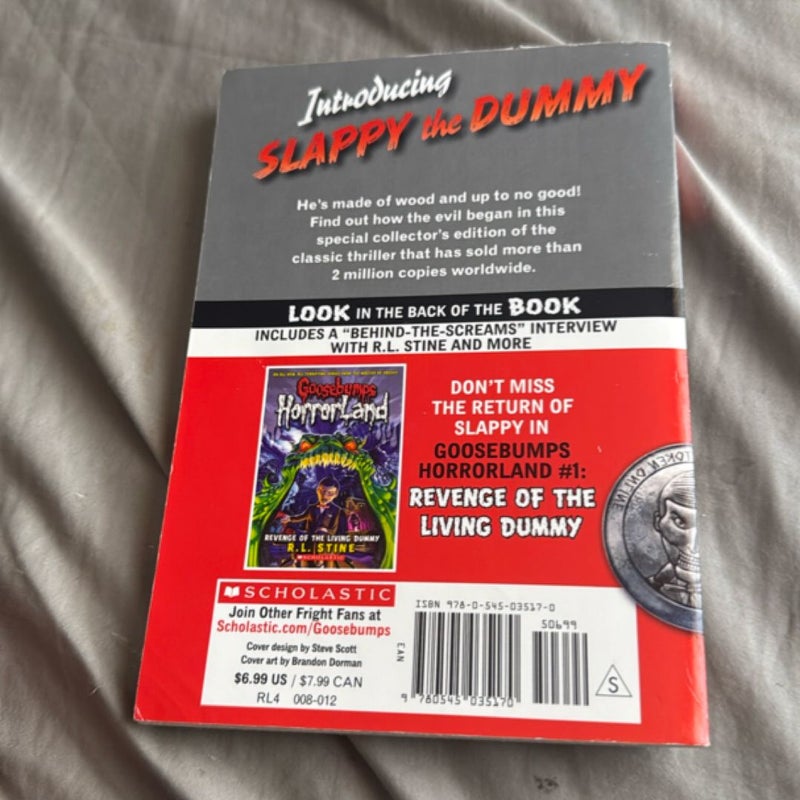 Introducing
SLAPPY the DUMMY
He's made of wood and up to no good!
Find out how the evil began in this
special collector's edition of the
classic thriller that has sold more than
2 million copies worldwide.
LOOK IN THE BACK OF THE BOOK
INCLUDES A "BEHIND-THE-SCREAMS" INTERVIEW
WITH R.L. STINE AND MORE
Goosebumps
HorrorLand
REVENGE OF THE LIVING DUMMY
R.L. STINE
SCHOLASTIC
DON'T MISS
THE RETURN OF
SLAPPY IN
GOOSEBUMPS
HORRORLAND #1:
REVENGE OF THE
LIVING DUMMY
TOKEN ONLINE
SCHOLASTIC
Join Other Fright Fans at
Scholastic.com/Goosebumps
Cover design by Steve Scott
Cover art by Brandon Dorman
$6.99 US / $7.99 CAN
RL4 008-012
ISBN 978-0-545-03517-0
50699
EAN
9 780545 035170
S